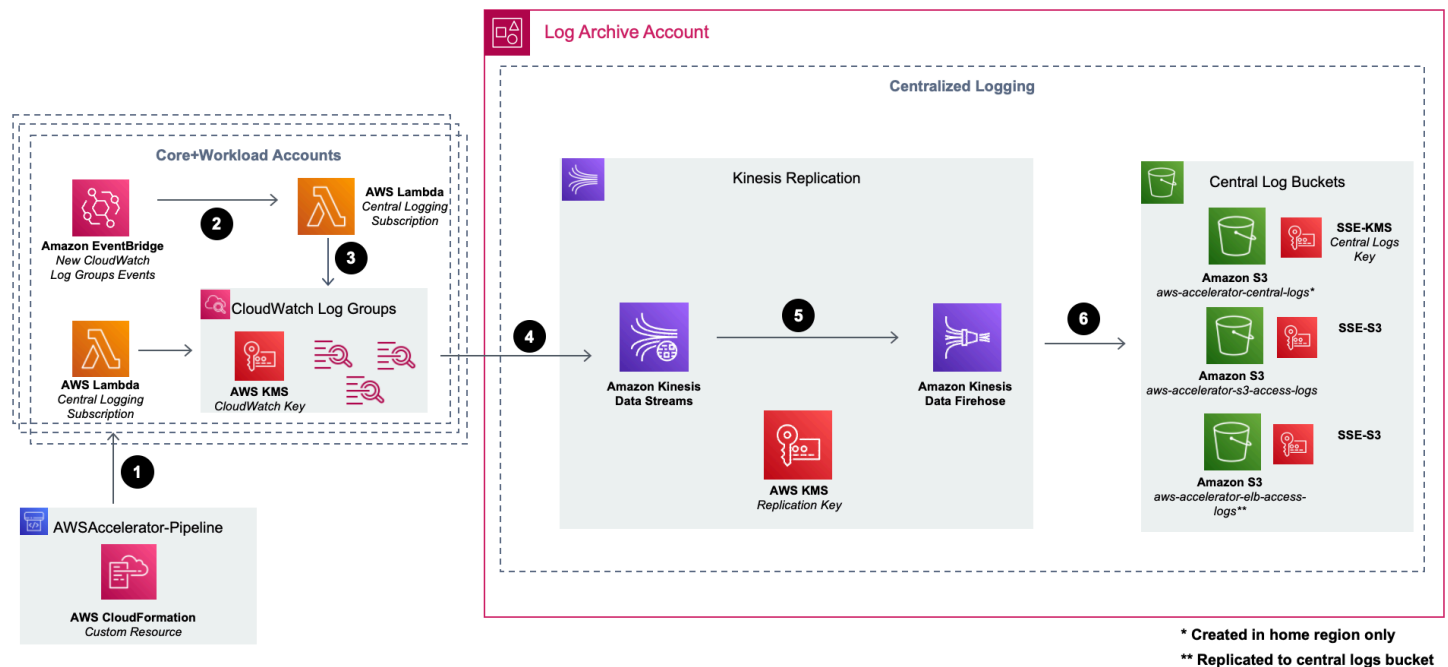 Log Archive Account
Centralized Logging
Core+Workload Accounts
Amazon EventBridge
New CloudWatch
Log Groups Events
2
AWS Lambda
Central Logging
Subscription
3
CloudWatch Log Groups
AWS KMS
CloudWatch Key
AWS Lambda
Central Logging
Subscription
1
AWSAccelerator-Pipeline
AWS CloudFormation
Custom Resource
4
Kinesis Replication
Amazon Kinesis
Data Streams
5
Amazon Kinesis
Data Firehose
AWS KMS
Replication Key
6
Central Log Buckets
SSE-KMS
Central Logs
Key
Amazon S3
aws-accelerator-central-logs*
SSE-S3
Amazon S3
aws-accelerator-s3-access-logs
SSE-S3
Amazon S3
aws-accelerator-elb-access-
logs**
* Created in home region only
** Replicated to central logs bucket